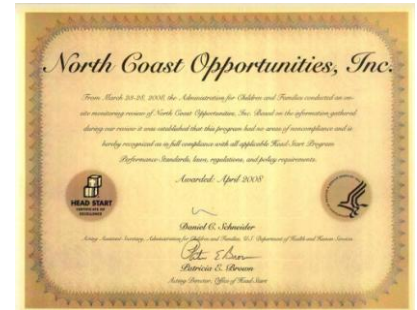 North Coast Opportunities, Inc.
From March 23-28, 2008, the Administration for Children and Families conducted an on-
site monitoring review of North Coast Opportunities, Inc. Based on the information gathered
during our review it was established that this program had no areas of noncompliance and is
hereby recognized as in full compliance with all applicable Head Start Program
Performance Standards, laws, regulations, and policy requirements.
Awarded: April 2008
HEAD START
CERTIFICATE OF
EXCELLENCE
Daniel C. Schneider
Acting Assistant Secretary, Administration for Children and Families, U.S. Department of Health and Human Services
Patricia E. Brown
Acting Director, Office of Head Start